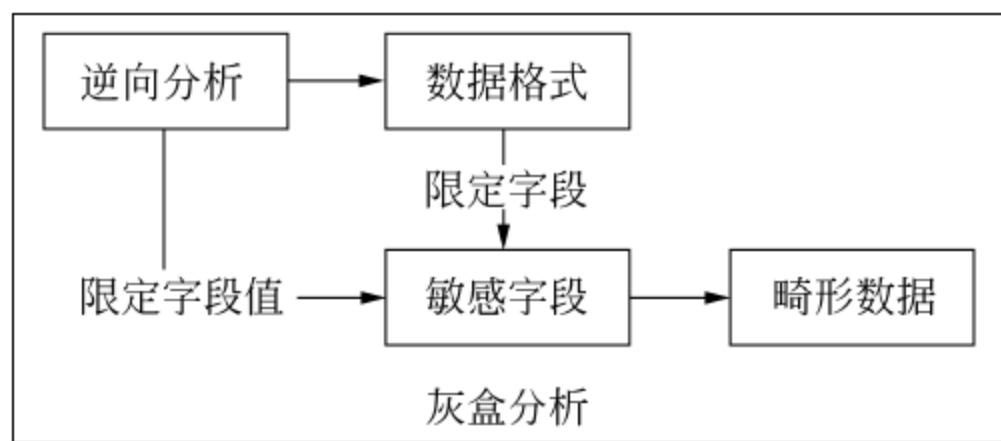 逆向分析
数据格式
限定字段
限定字段值
敏感字段
畸形数据
灰盒分析